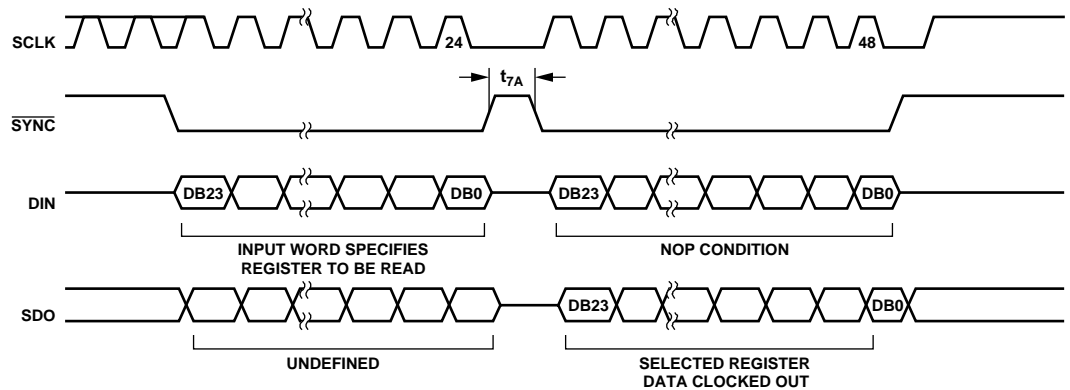 SCLK
24
48
t7A
SYNC
DIN
DB23
DB0
DB23
DB0
INPUT WORD SPECIFIES
REGISTER TO BE READ
NOP CONDITION
SDO
DB23
DB0
UNDEFINED
SELECTED REGISTER
DATA CLOCKED OUT